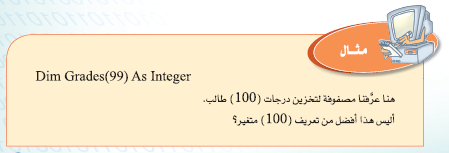 مثـال
Dim Grades(99) As Integer
هنا عرَّفنا مصفوفة لتخزين درجات (100) طالب.
أليس هذا أفضل من تعريف (100) متغير؟